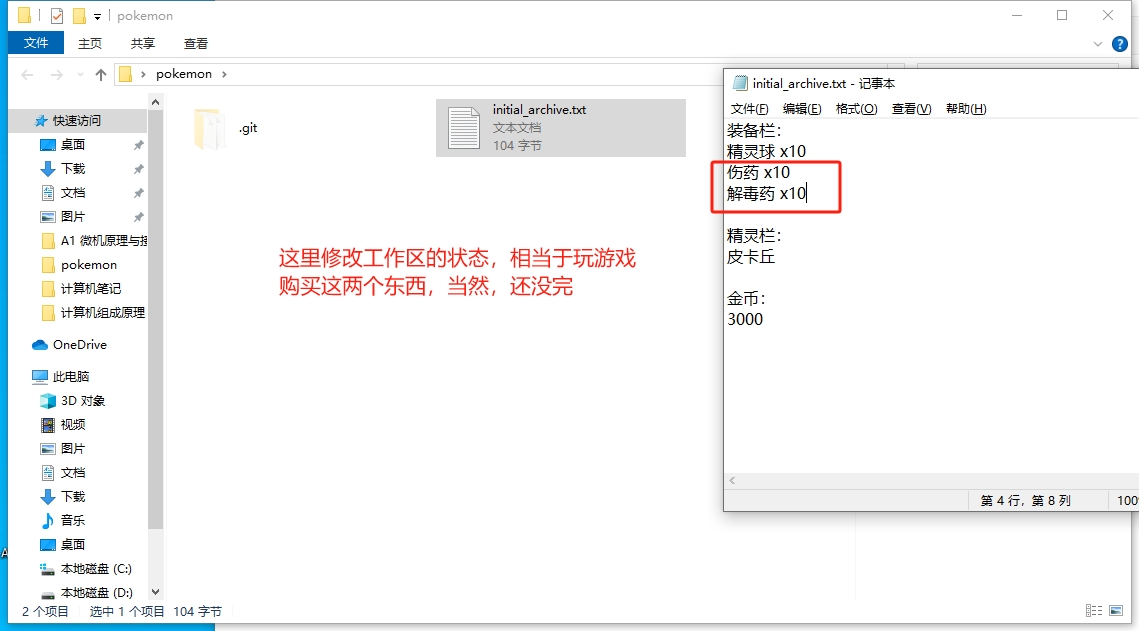 pokemon
文件 主页 共享 查看
pokemon
快速访问
桌面
下载
文档
图片
A1 微机原理与接
pokemon
计算机笔记
计算机组成原理
OneDrive
此电脑
3D 对象
视频
图片
文档
下载
音乐
桌面
本地磁盘 (C:)
本地磁盘 (D:)
2 个项目 选中 1 个项目 104 字节
.git
initial_archive.txt
文本文档
104 字节
这里修改工作区的状态，相当于玩游戏
购买这两个东西，当然，还没完
initial_archive.txt - 记事本
文件(F) 编辑(E) 格式(O) 查看(V) 帮助(H)
装备栏：
精灵球 x10
伤药 x10
解毒药 x10
精灵栏：
皮卡丘
金币：
3000
第 4 行，第 8 列 100